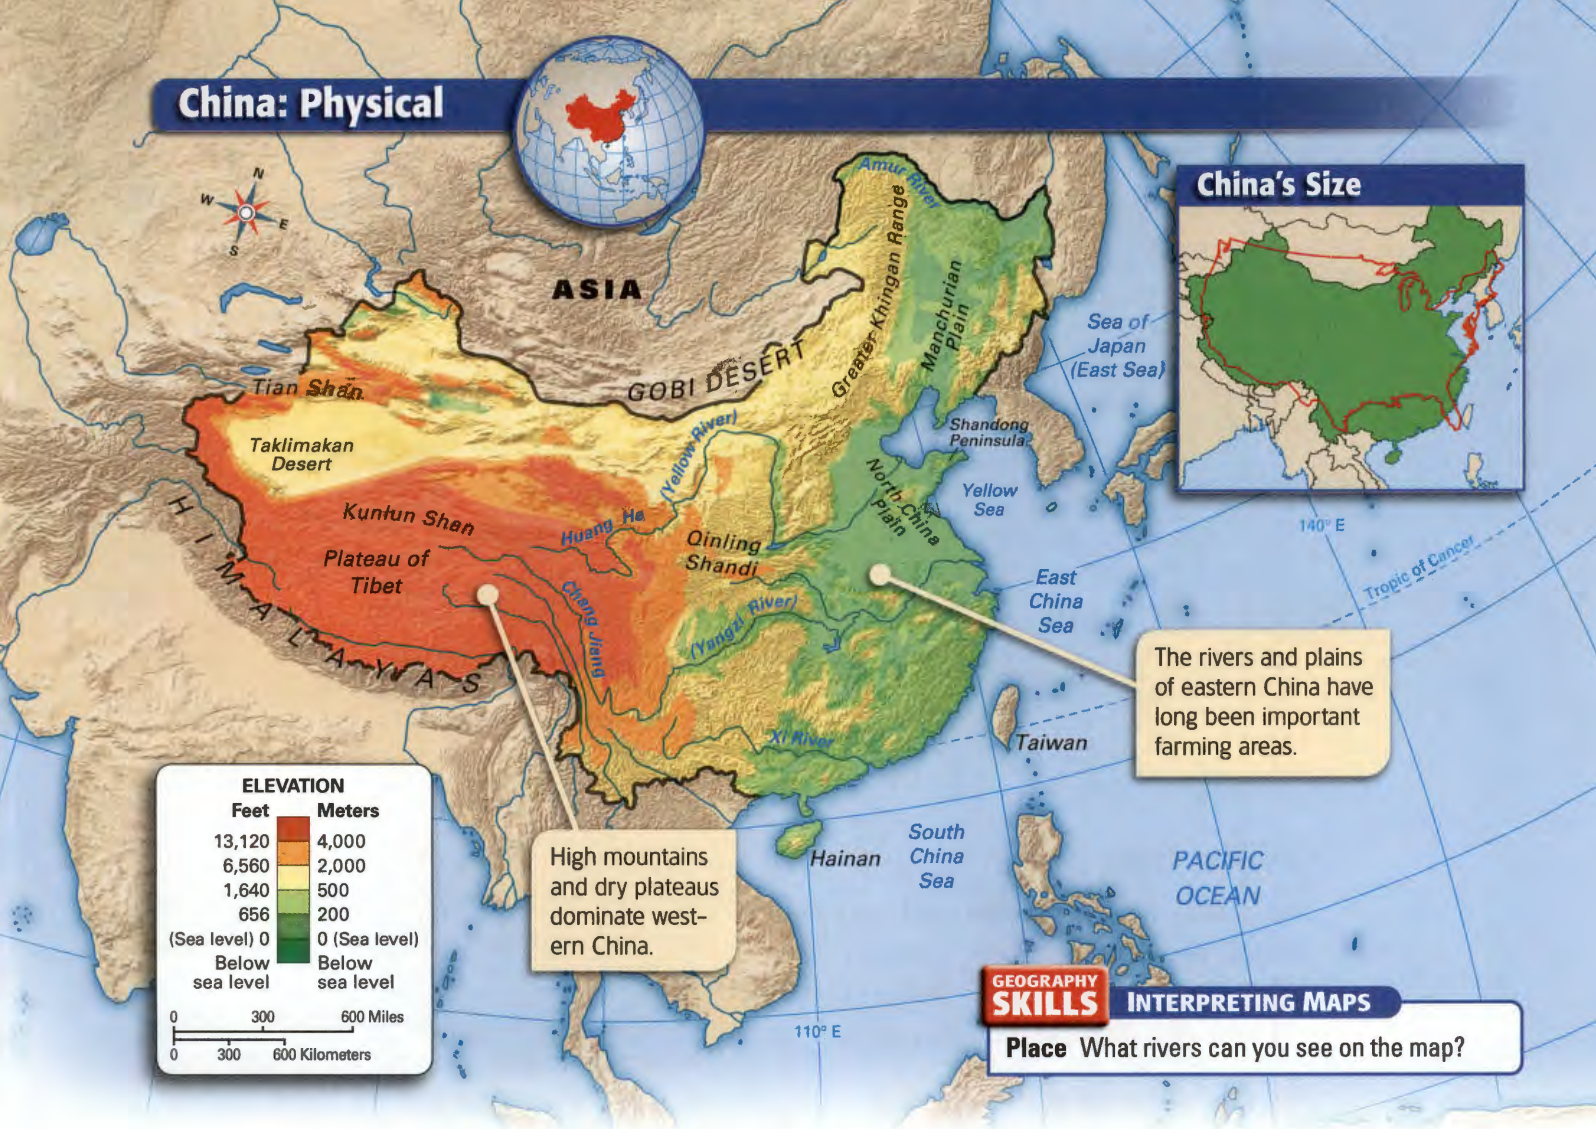 China: Physical
N
W
E
S
ASIA
Amur River
Greater Khingan Range
Manchurian
Plain
GOBI DESERT
Tian Shan
Taklimakan
Desert
Kunlun Shan
Plateau of
Tibet
HIMALAYAS
Huang He
(Yellow River)
Qinling
Shandi
Chang Jiang
(Yangzi River)
Xi River
North China
Plain
Shandong
Peninsula
Sea of
Japan
(East Sea)
Yellow
Sea
East
China
Sea
Taiwan
Hainan
South
China
Sea
PACIFIC
OCEAN
Tropic of Cancer
140° E
110° E
China's Size
The rivers and plains
of eastern China have
long been important
farming areas.
High mountains
and dry plateaus
dominate west-
ern China.
ELEVATION
Feet Meters
13,120 4,000
6,560 2,000
1,640 500
656 200
(Sea level) 0 0 (Sea level)
Below Below
sea level sea level
0 300 600 Miles
0 300 600 Kilometers
GEOGRAPHY
SKILLS
INTERPRETING MAPS
Place What rivers can you see on the map?